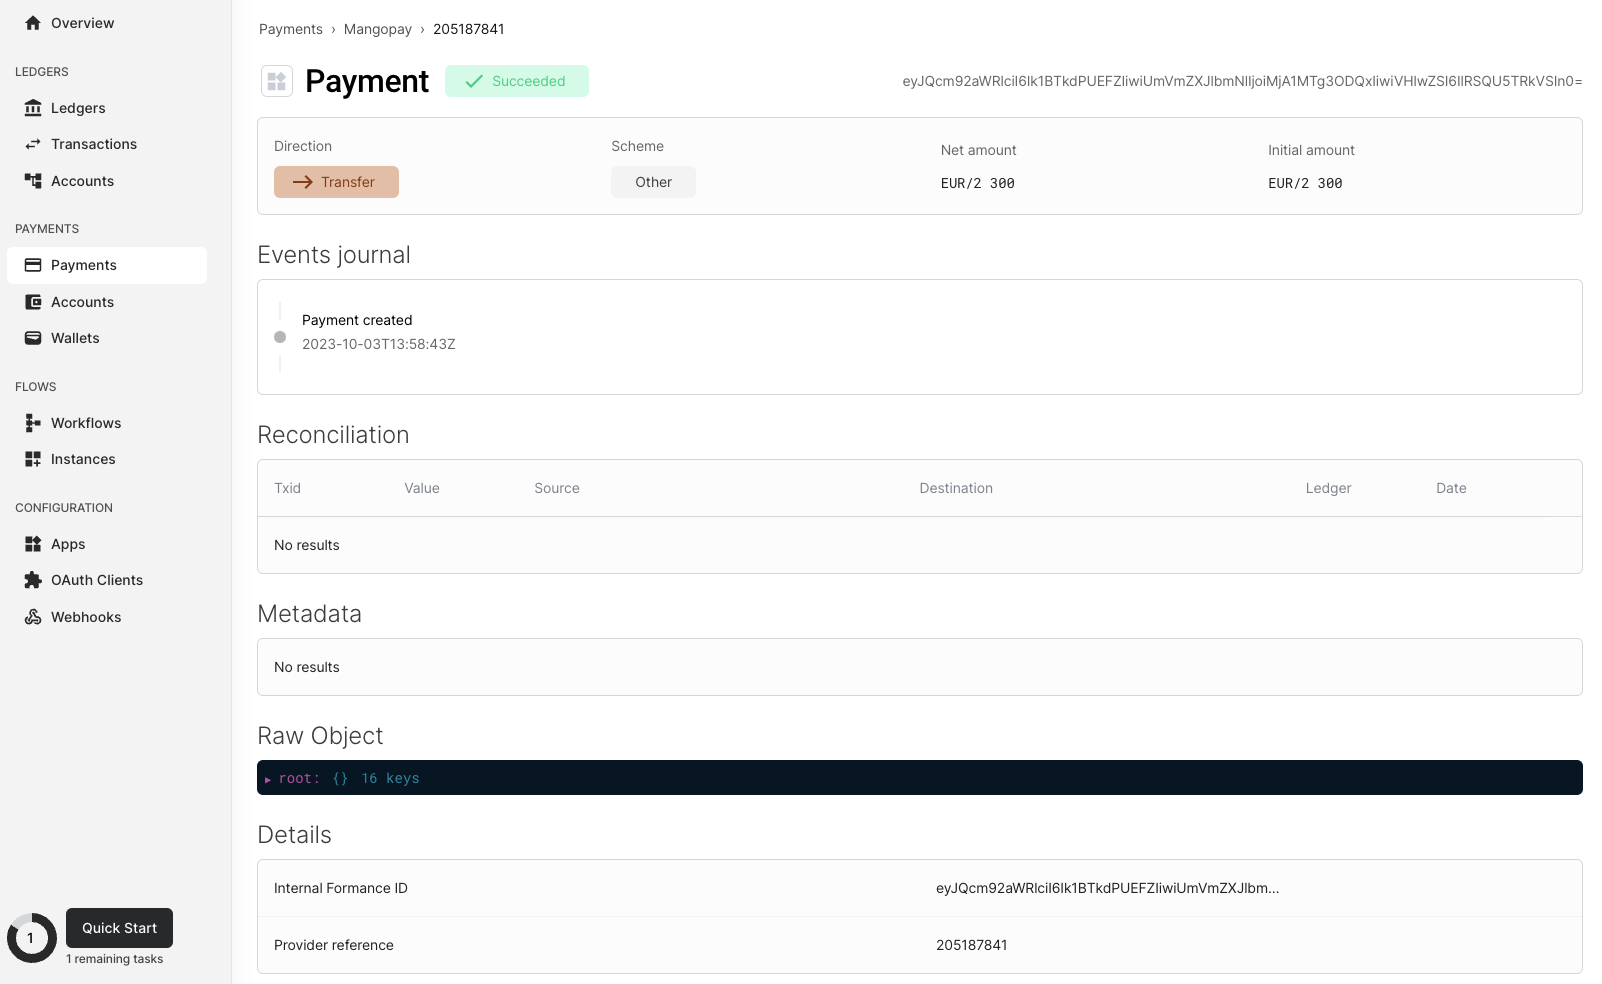 Overview
LEDGERS
Ledgers
Transactions
Accounts
PAYMENTS
Payments
Accounts
Wallets
FLOWS
Workflows
Instances
CONFIGURATION
Apps
OAuth Clients
Webhooks
1
Quick Start
1 remaining tasks
Payments › Mangopay › 205187841
Payment
Succeeded
eyJQcm92aWRlciI6Ik1BTkdPUEFZIiwiUmVmZXJlbmNlIjoiMjA1MTg3ODQxIiwiVHlwZSI6IlRSQU5TRkVSIn0=
Direction
Transfer
Scheme
Other
Net amount
EUR/2 300
Initial amount
EUR/2 300
Events journal
Payment created
2023-10-03T13:58:43Z
Reconciliation
Txid Value Source Destination Ledger Date
No results
Metadata
No results
Raw Object
▸ root: {} 16 keys
Details
Internal Formance ID eyJQcm92aWRlciI6Ik1BTkdPUEFZIiwiUmVmZXJlbm...
Provider reference 205187841